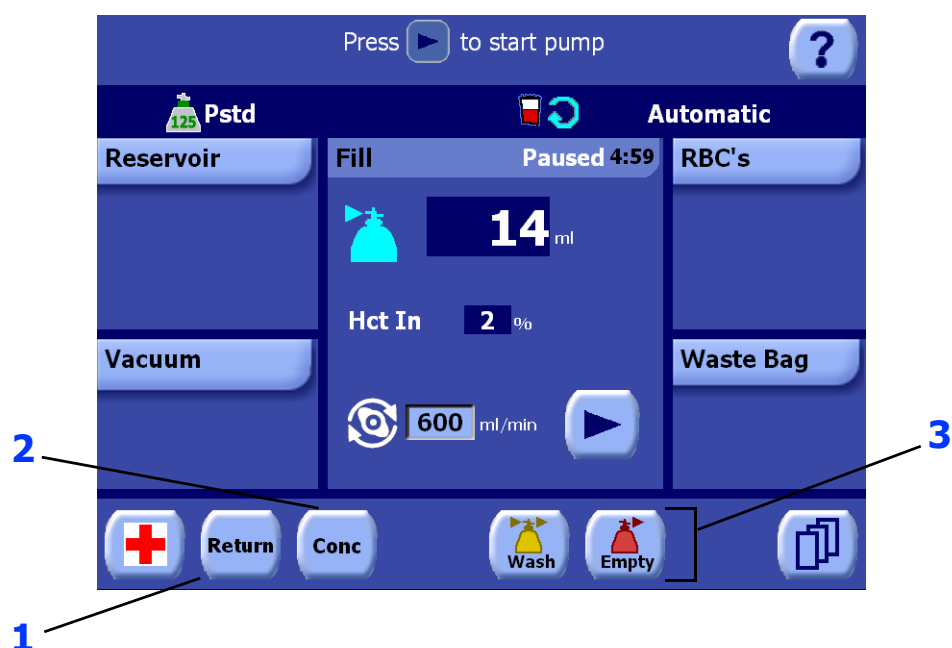 Press to start pump
?
125 Pstd
Automatic
Reservoir
Fill
Paused 4:59
RBC's
14 ml
Hct In 2 %
Vacuum
Waste Bag
600 ml/min
2
3
Return
Conc
Wash
Empty
1